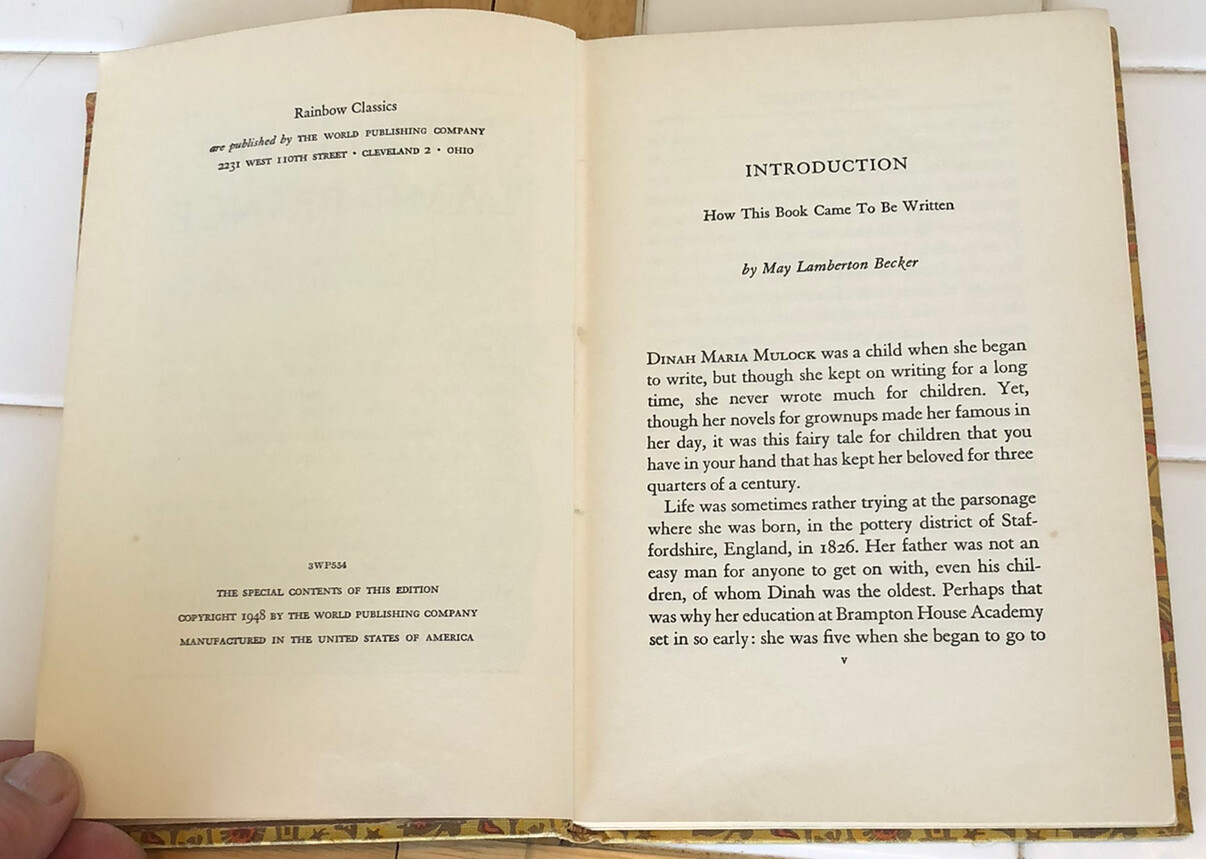 Rainbow Classics
are published by THE WORLD PUBLISHING COMPANY
2231 WEST 110TH STREET • CLEVELAND 2 • OHIO
3WP554
THE SPECIAL CONTENTS OF THIS EDITION
COPYRIGHT 1948 BY THE WORLD PUBLISHING COMPANY
MANUFACTURED IN THE UNITED STATES OF AMERICA
INTRODUCTION
How This Book Came To Be Written
by May Lamberton Becker
DINAH MARIA MULOCK was a child when she began
to write, but though she kept on writing for a long
time, she never wrote much for children. Yet,
though her novels for grownups made her famous in
her day, it was this fairy tale for children that you
have in your hand that has kept her beloved for three
quarters of a century.
Life was sometimes rather trying at the parsonage
where she was born, in the pottery district of Staf-
fordshire, England, in 1826. Her father was not an
easy man for anyone to get on with, even his chil-
dren, of whom Dinah was the oldest. Perhaps that
was why her education at Brampton House Academy
set in so early: she was five when she began to go to
v